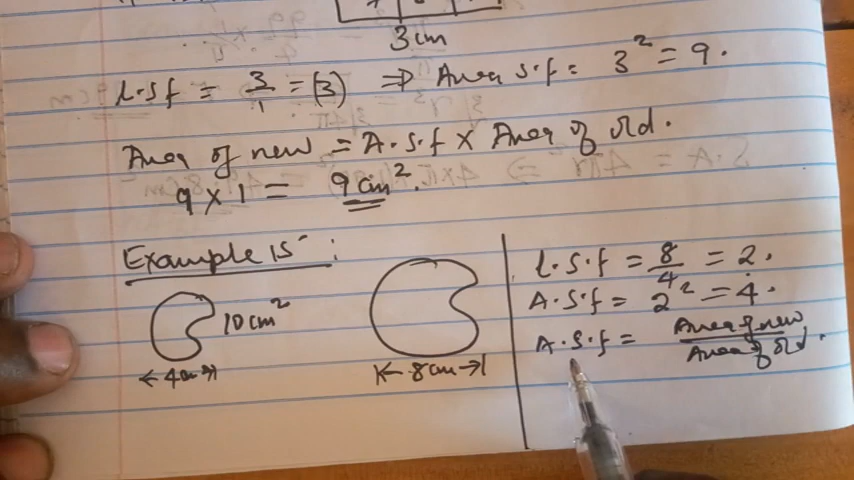 3cm
L.S.f = 3/1 = (3) ⇒ Area s.f = 3² = 9.
Area of new = A.S.f x Area of old.
9 x 1 = 9cm².
Example 15:
10cm²
4cm
8cm
L.S.f = 8/4 = 2.
A.S.f = 2² = 4.
A.S.f = Area of new / Area of old.